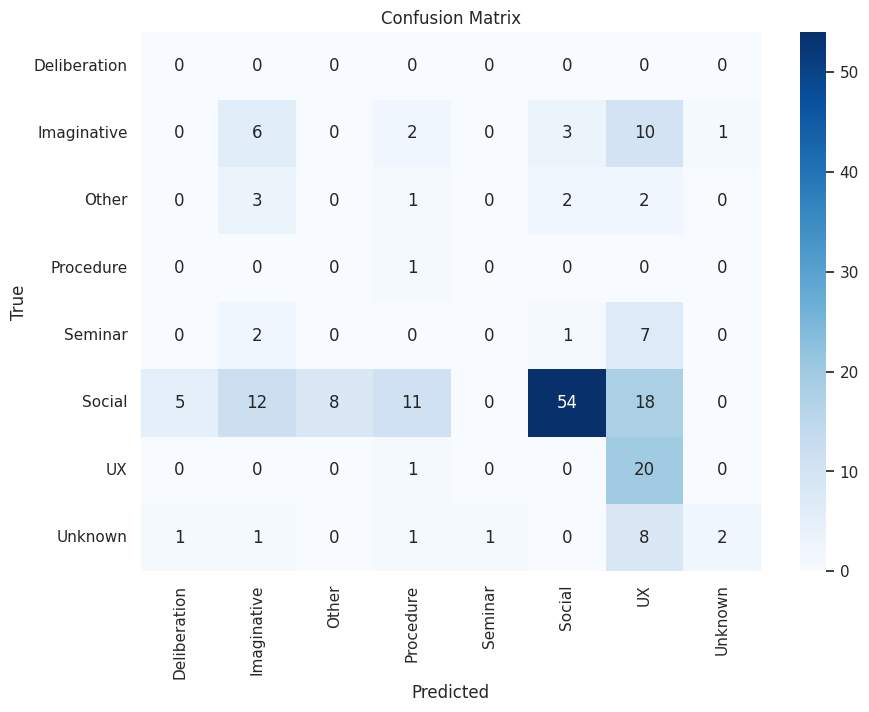 Confusion Matrix
Deliberation 0 0 0 0 0 0 0 0
Imaginative 0 6 0 2 0 3 10 1
Other 0 3 0 1 0 2 2 0
Procedure 0 0 0 1 0 0 0 0
Seminar 0 2 0 0 0 1 7 0
Social 5 12 8 11 0 54 18 0
UX 0 0 0 1 0 0 20 0
Unknown 1 1 0 1 1 0 8 2
True
Deliberation Imaginative Other Procedure Seminar Social UX Unknown
Predicted
50
40
30
20
10
0